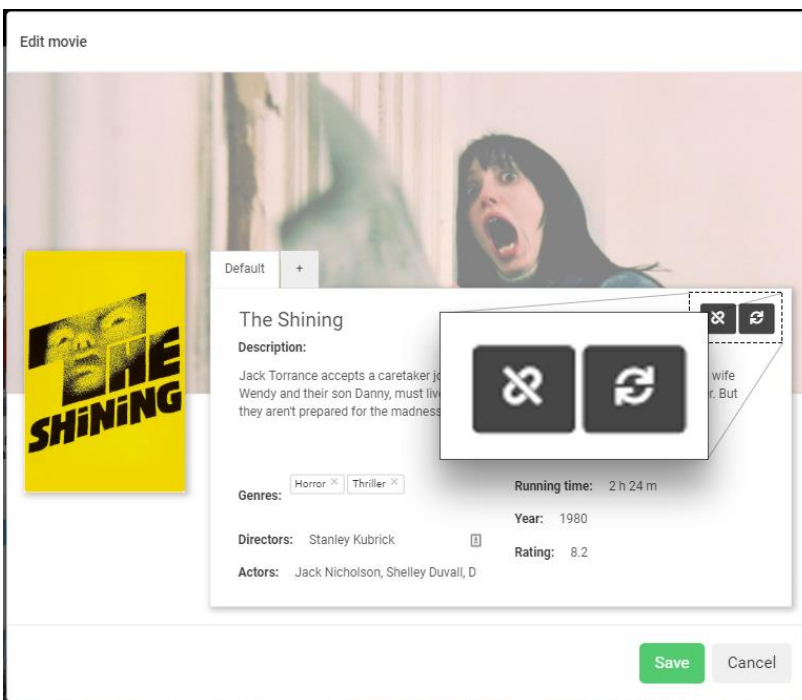 Edit movie
Default +
The Shining
Description:
Jack Torrance accepts a caretaker jo wife
Wendy and their son Danny, must live r. But
they aren't prepared for the madness
THE
SHiNiNG
Genres: Horror × Thriller ×
Running time: 2 h 24 m
Year: 1980
Directors: Stanley Kubrick
Rating: 8.2
Actors: Jack Nicholson, Shelley Duvall, D
Save Cancel